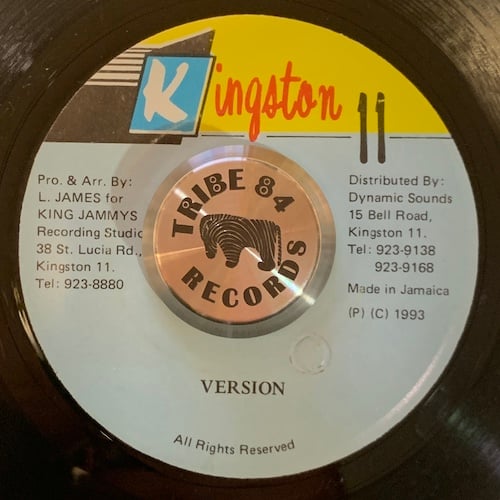 Kingston 11
Pro. & Arr. By:
L. JAMES for
KING JAMMYS
Recording Studio
38 St. Lucia Rd.,
Kingston 11.
Tel: 923-8880
TRIBE 84
RECORDS
Distributed By:
Dynamic Sounds
15 Bell Road,
Kingston 11.
Tel: 923-9138
923-9168
Made in Jamaica
(P) (C) 1993
VERSION
All Rights Reserved